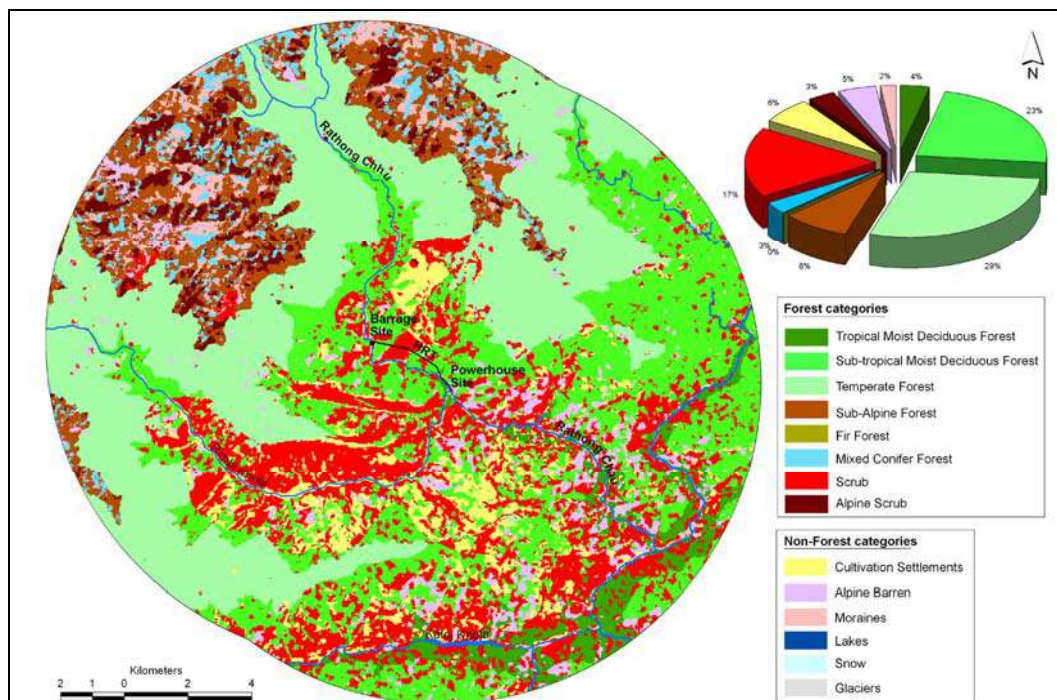 N
4%
2%
5%
3%
6%
23%
17%
3%
0%
8%
29%
Rathong Chhu
Barrage
Site
HRT
Powerhouse
Site
Rathong Chhu
Kilometers
2 1 0 2 4
Forest categories
Tropical Moist Deciduous Forest
Sub-tropical Moist Deciduous Forest
Temperate Forest
Sub-Alpine Forest
Fir Forest
Mixed Conifer Forest
Scrub
Alpine Scrub
Non-Forest categories
Cultivation Settlements
Alpine Barren
Moraines
Lakes
Snow
Glaciers